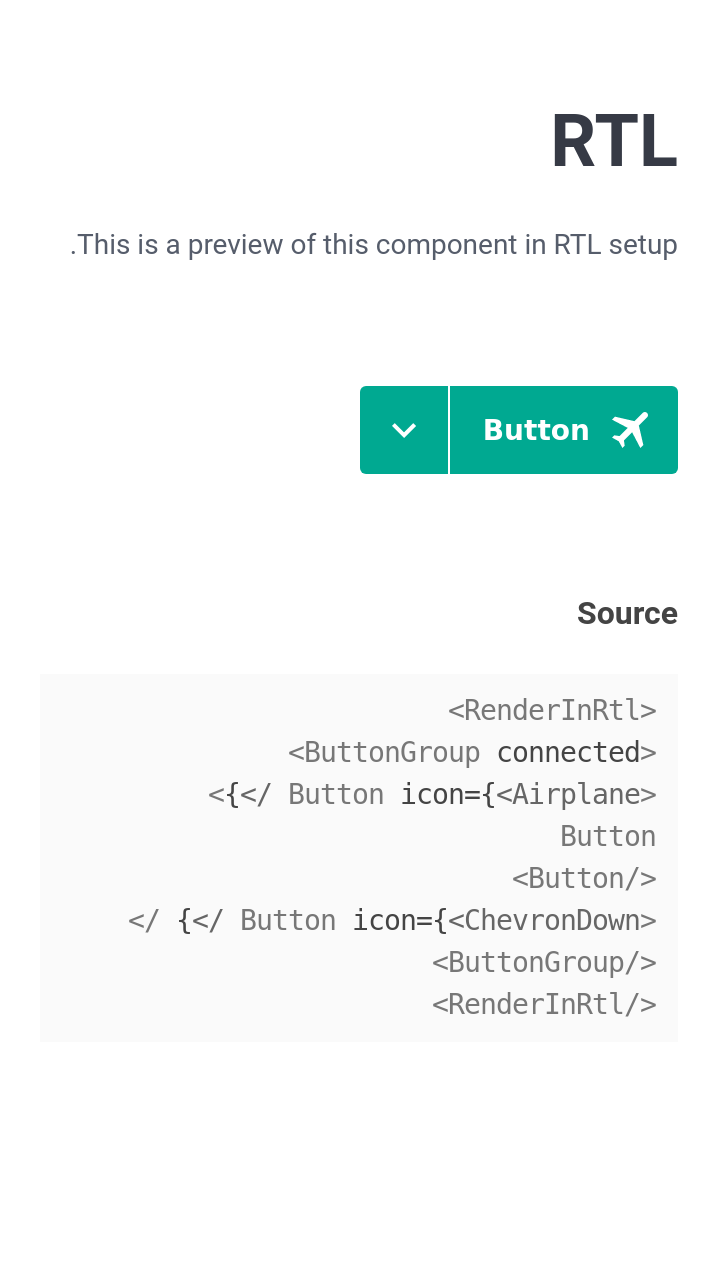 RTL
.This is a preview of this component in RTL setup
Button
Source
<RenderInRtl>
<ButtonGroup connected>
<{</ Button icon={<Airplane>
Button
<Button/>
</ {</ Button icon={<ChevronDown>
<ButtonGroup/>
<RenderInRtl/>